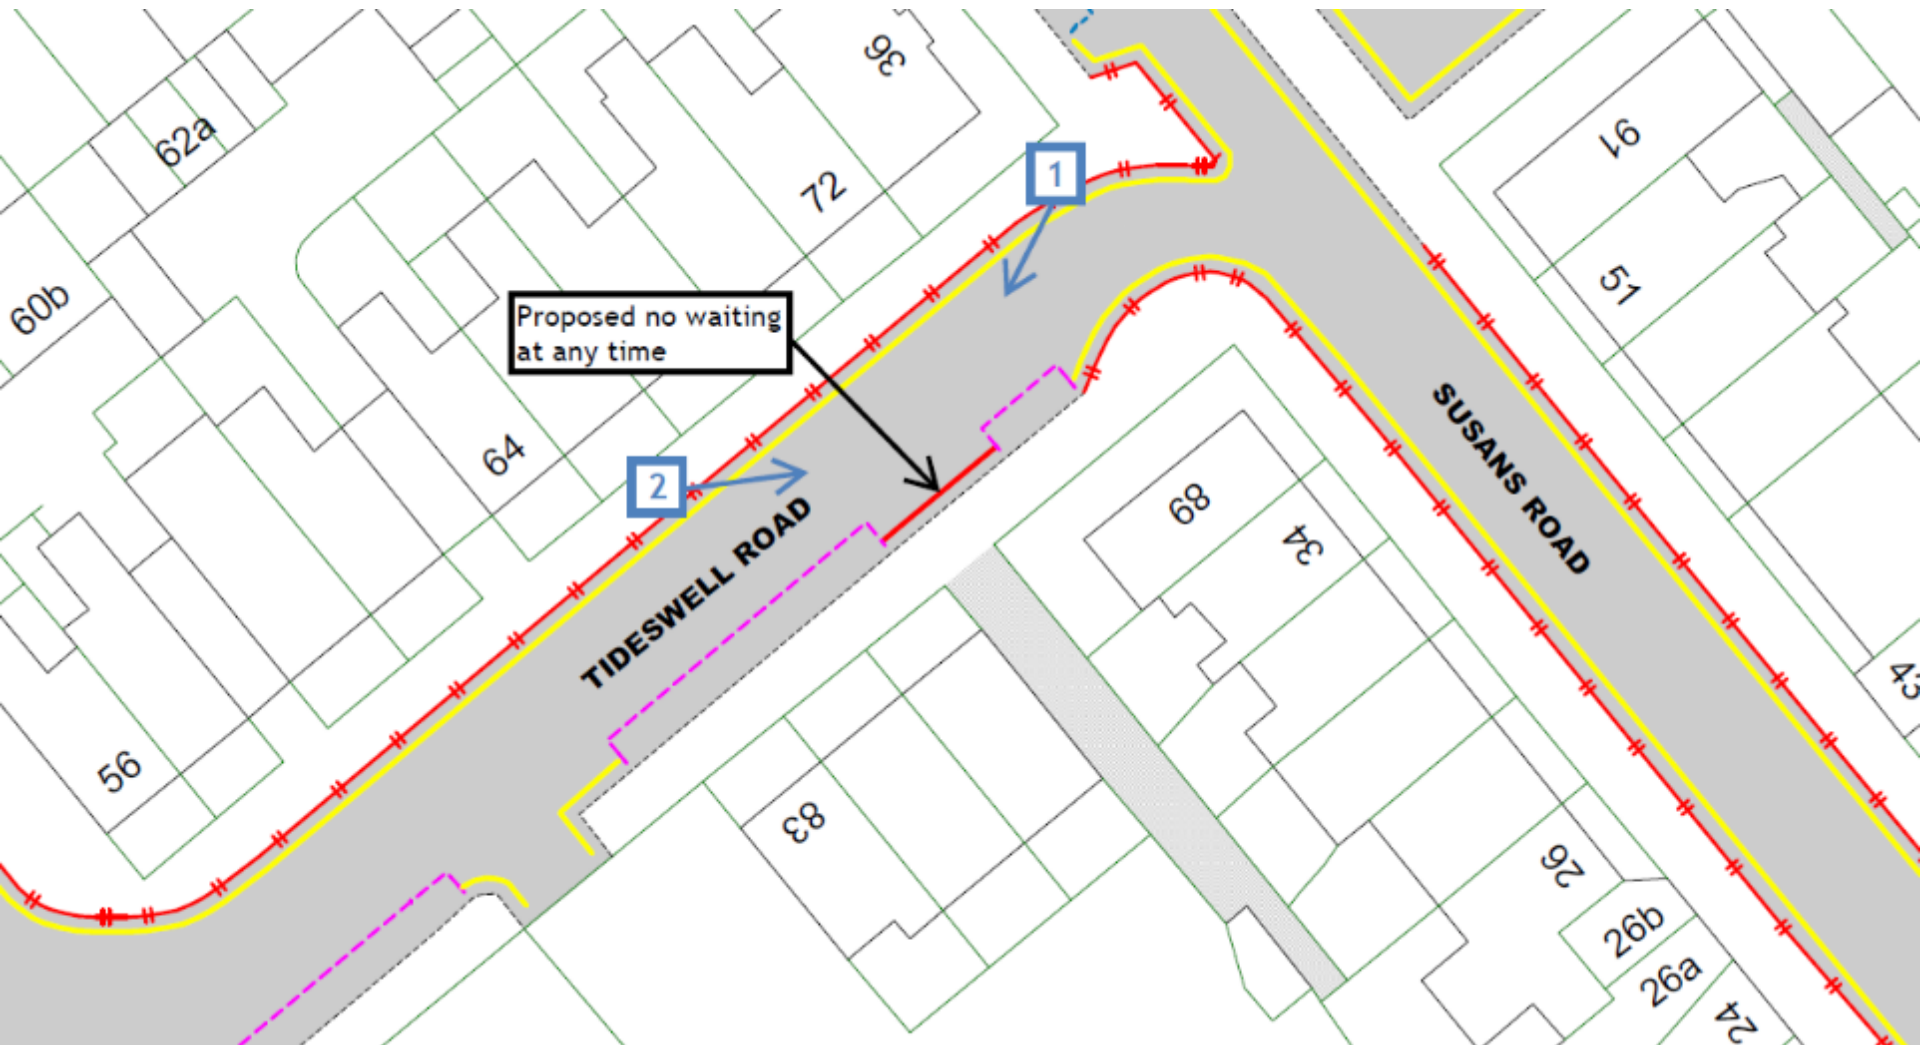 36
62a
91
1
72
60b
51
Proposed no waiting
at any time
64
2
SUSANS ROAD
68
34
TIDESWELL ROAD
43
56
83
26
26b
26a
24